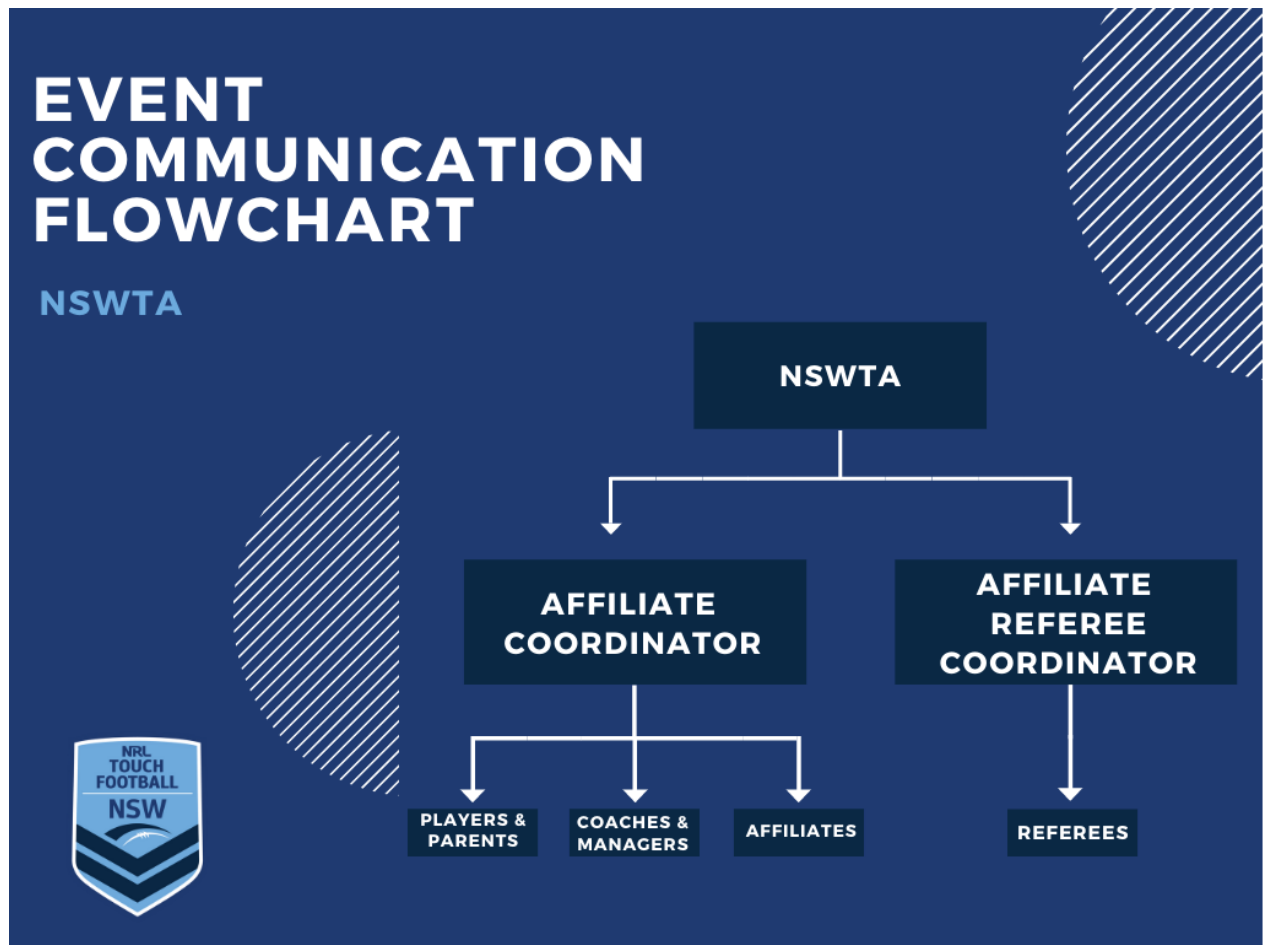 EVENT
COMMUNICATION
FLOWCHART
NSWTA
NSWTA
AFFILIATE
COORDINATOR
AFFILIATE
REFEREE
COORDINATOR
PLAYERS &
PARENTS
COACHES &
MANAGERS
AFFILIATES
REFEREES
NRL
TOUCH
FOOTBALL
NSW